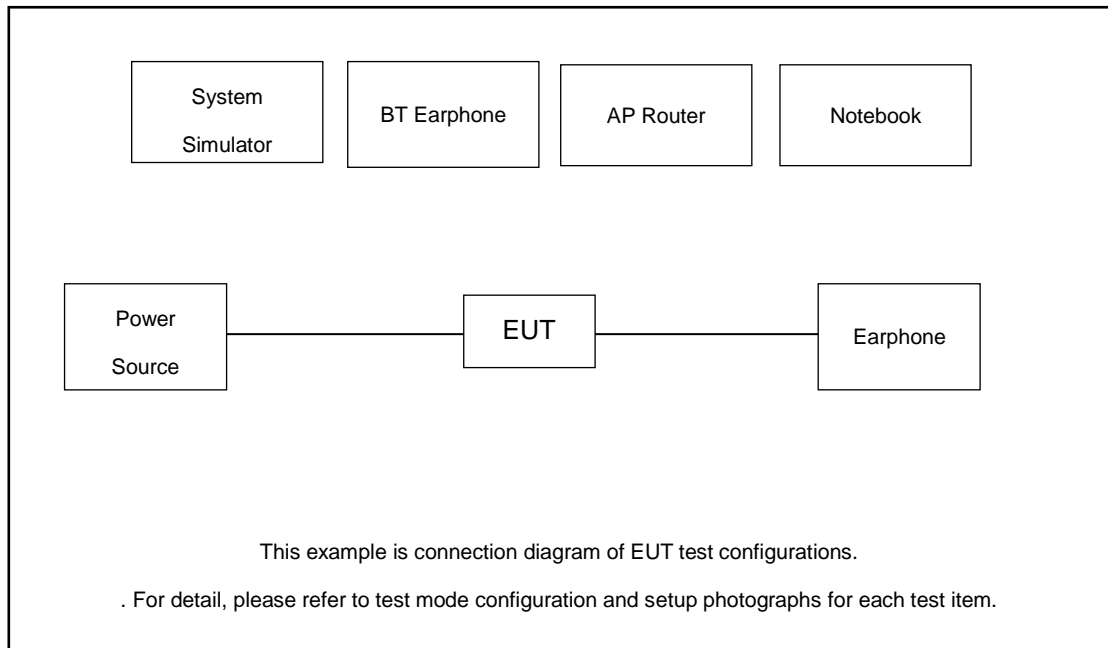 System
Simulator
BT Earphone
AP Router
Notebook
Power
Source
EUT
Earphone
This example is connection diagram of EUT test configurations.
. For detail, please refer to test mode configuration and setup photographs for each test item.